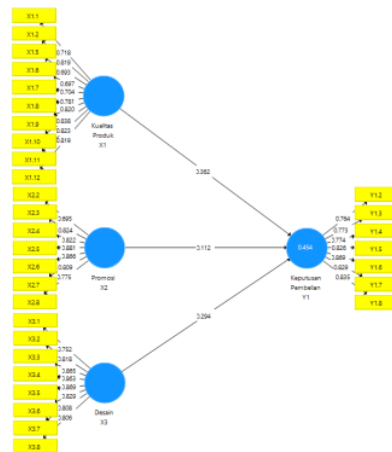 X1.1
X1.2
X1.5
X1.6
X1.7
X1.8
X1.9
X1.10
X1.11
X1.12
0.718
0.819
0.693
0.697
0.704
0.781
0.820
0.838
0.823
0.819
Kualitas
Produk
X1
0.362
X2.2
X2.3
X2.4
X2.5
X2.6
X2.7
X2.8
0.695
0.824
0.822
0.881
0.866
0.809
0.775
Promosi
X2
0.112
X3.1
X3.2
X3.3
X3.4
X3.5
X3.6
X3.7
X3.8
0.752
0.818
0.865
0.863
0.869
0.829
0.808
0.806
Desain
X3
0.294
0.454
Keputusan
Pembelian
Y1
0.764
0.773
0.774
0.826
0.869
0.829
0.835
Y1.2
Y1.3
Y1.4
Y1.5
Y1.6
Y1.7
Y1.8